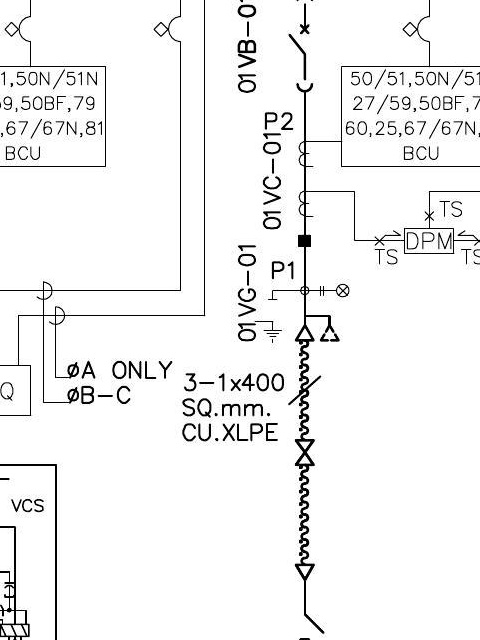 01VB-01
1,50N/51N
59,50BF,79
,67/67N,81
BCU
50/51,50N/51
27/59,50BF,7
60,25,67/67N,
BCU
P2
01VC-01
TS
DPM
TS
TS
P1
01VG-01
øA ONLY
øB-C
Q
3-1x400
SQ.mm.
CU.XLPE
VCS